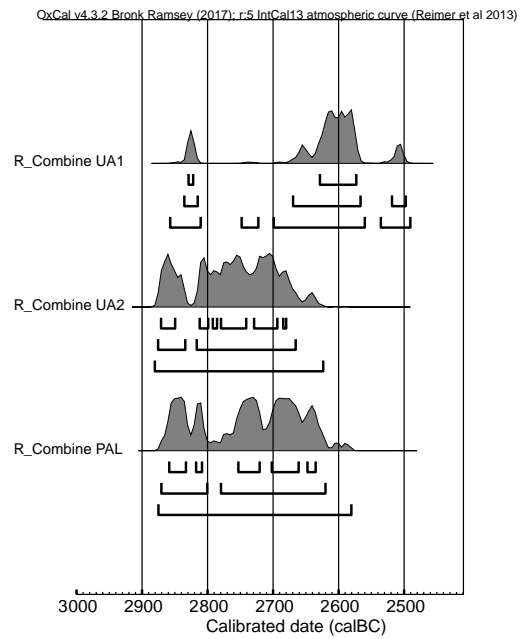 OxCal v4.3.2 Bronk Ramsey (2017); r:5 IntCal13 atmospheric curve (Reimer et al 2013)
R_Combine UA1
R_Combine UA2
R_Combine PAL
3000 2900 2800 2700 2600 2500
Calibrated date (calBC)